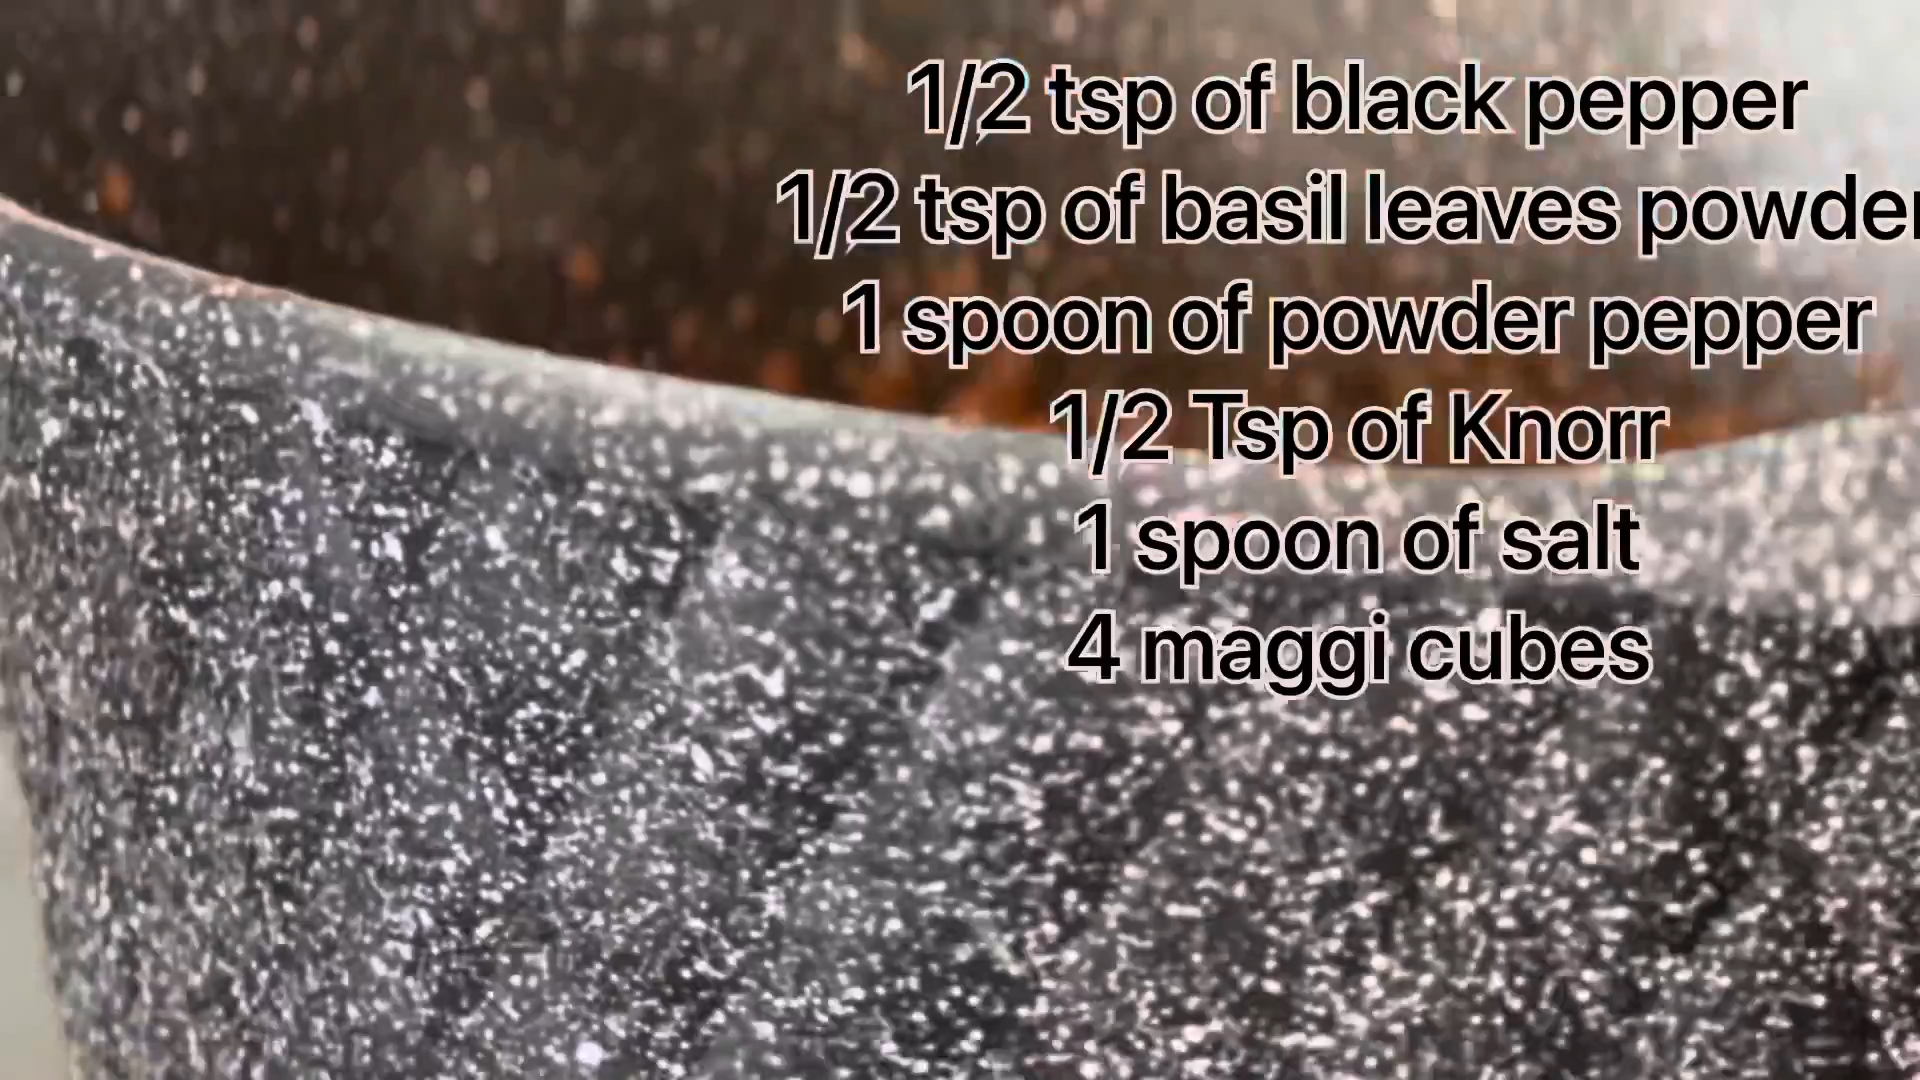 1/2 tsp of black pepper
1/2 tsp of basil leaves powder
1 spoon of powder pepper
1/2 Tsp of Knorr
1 spoon of salt
4 maggi cubes